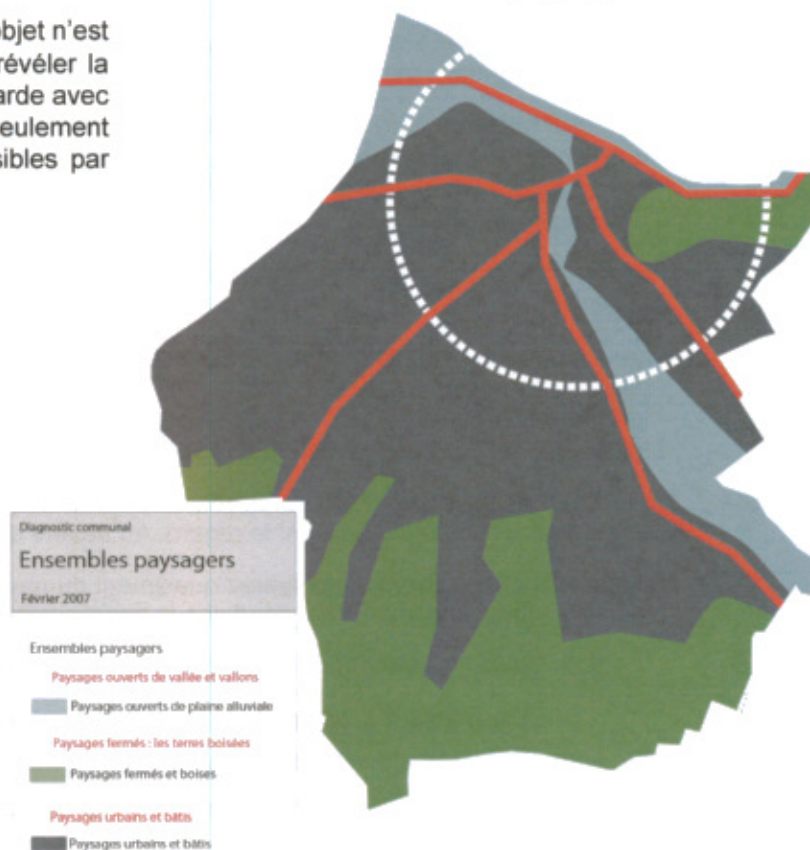 objet n'est
révéler la
arde avec
eulement
sibles par
Diagnostic communal
Ensembles paysagers
Février 2007
Ensembles paysagers
Paysages ouverts de vallée et vallons
Paysages ouverts de plaine alluviale
Paysages fermés : les terres boisées
Paysages fermés et boises
Paysages urbains et bâtis
Paysages urbains et bâtis